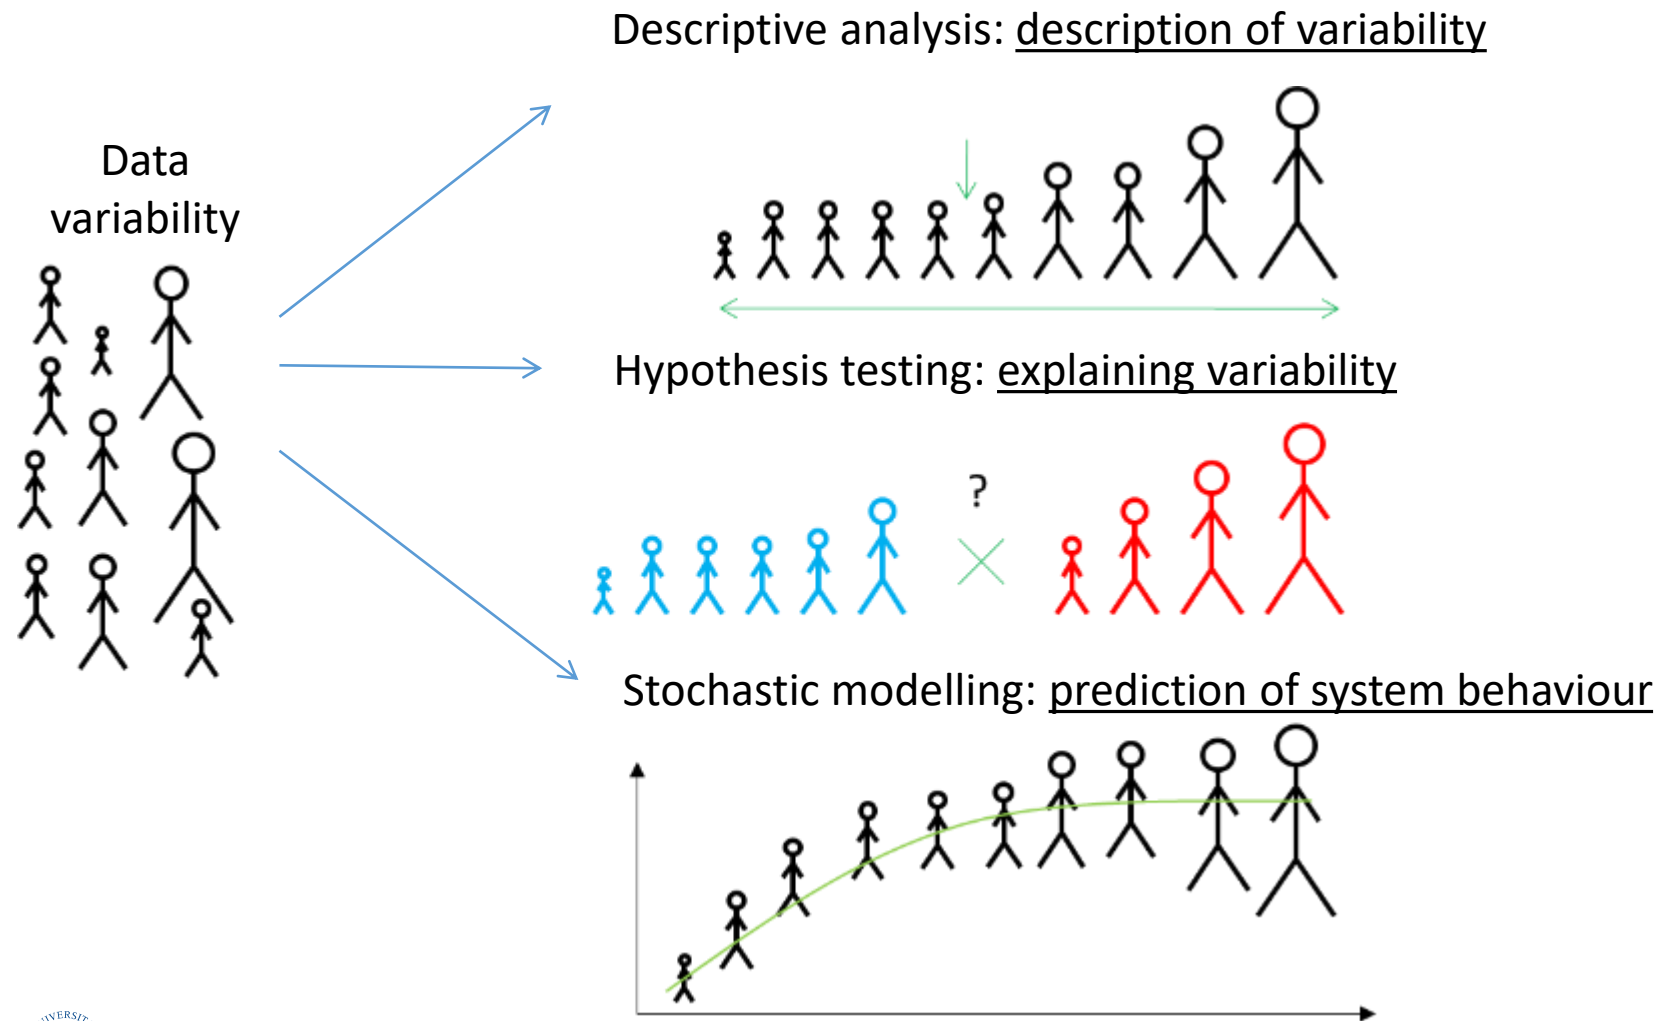 Descriptive analysis: description of variability
Data
variability
Hypothesis testing: explaining variability
?
Stochastic modelling: prediction of system behaviour